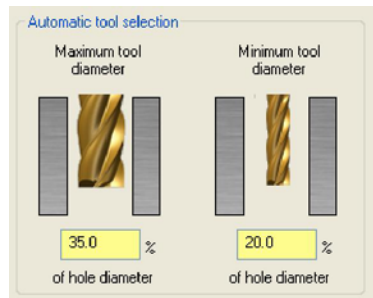 Automatic tool selection
Maximum tool
diameter
Minimum tool
diameter
35.0 %
20.0 %
of hole diameter
of hole diameter